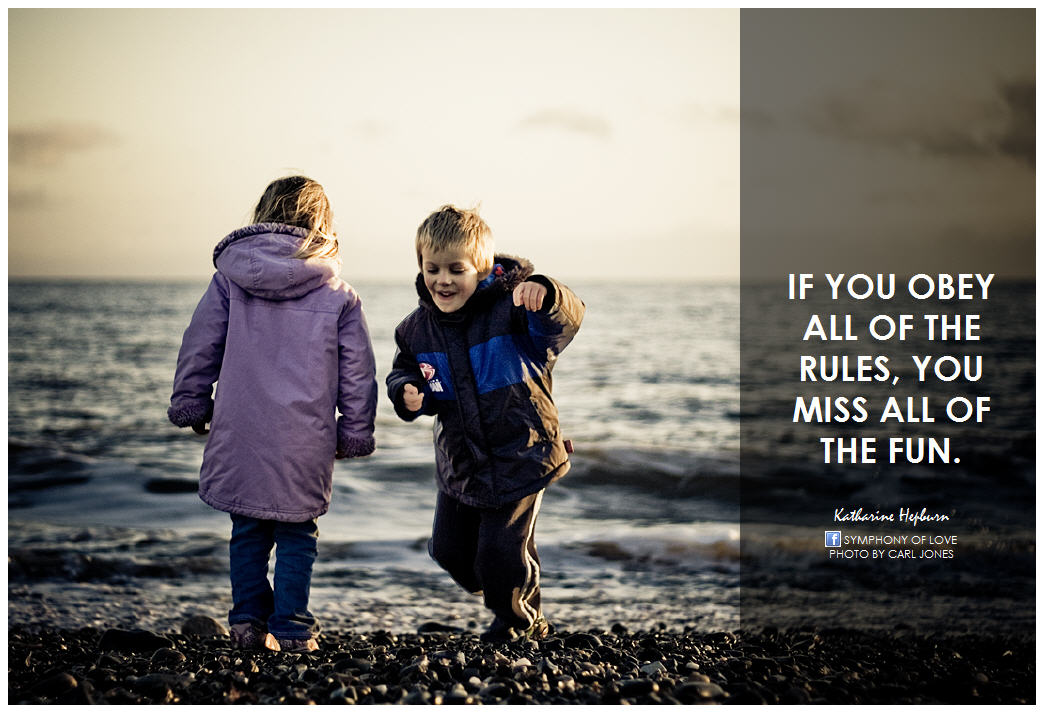 IF YOU OBEY
ALL OF THE
RULES, YOU
MISS ALL OF
THE FUN.
Katharine Hepburn
f SYMPHONY OF LOVE
PHOTO BY CARL JONES